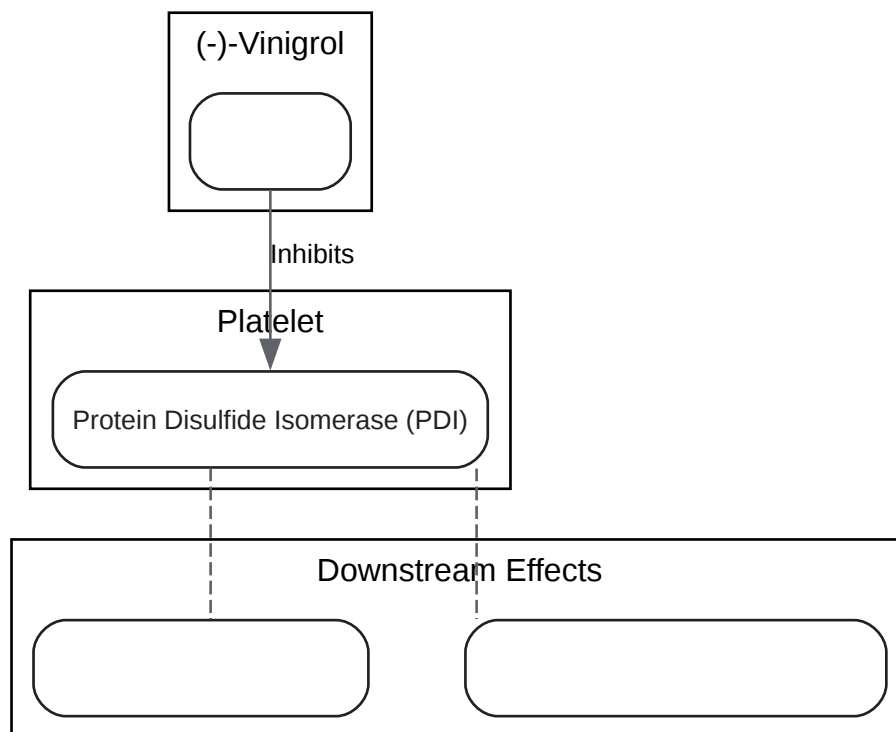 (-)-Vinigrol
Inhibits
Platelet
Protein Disulfide Isomerase (PDI)
Downstream Effects